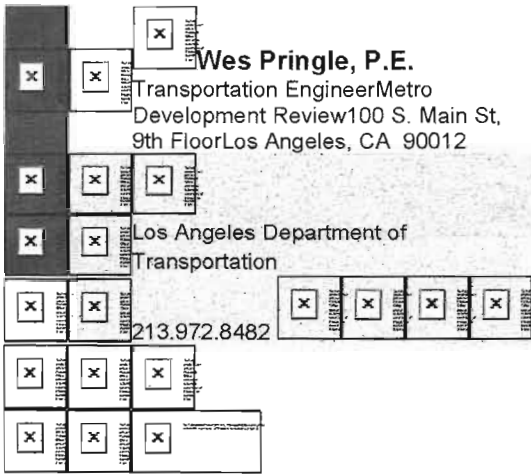 Wes Pringle, P.E.
Transportation EngineerMetro
Development Review100 S. Main St,
9th FloorLos Angeles, CA 90012
Los Angeles Department of
Transportation
213.972.8482